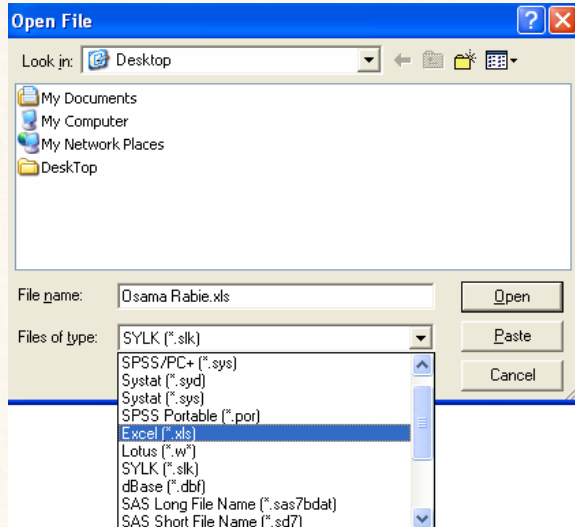 Open File
Look in: Desktop
My Documents
My Computer
My Network Places
DeskTop
File name: Osama Rabie.xls Open
Files of type: SYLK (*.slk) Paste
Cancel
SPSS/PC+ (*.sys)
Systat (*.syd)
Systat (*.sys)
SPSS Portable (*.por)
Excel (*.xls)
Lotus (*.w*)
SYLK (*.slk)
dBase (*.dbf)
SAS Long File Name (*.sas7bdat)
SAS Short File Name (*.sd7)